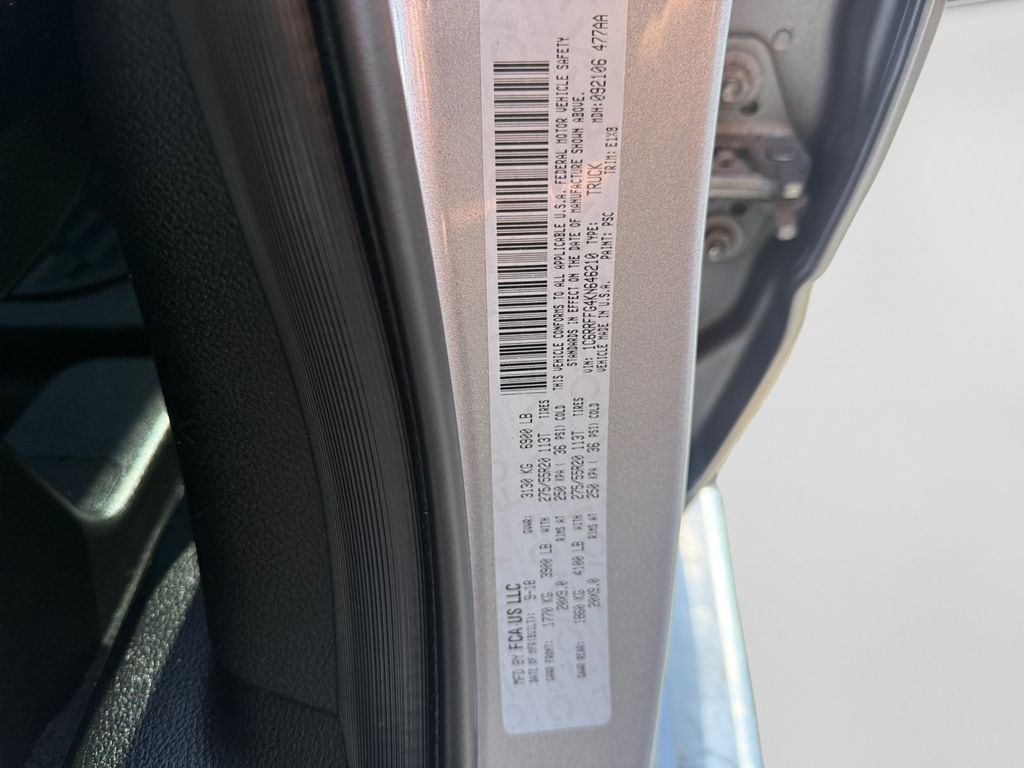 MFD BY FCA US LLC
DATE OF MFR(BUILT): 9-18 GVWR: 3130 KG 6900 LB
GAWR FRONT: 1770 KG 3900 LB WITH 275/55R20 113T TIRES
20X9.0 RIMS AT 250 KPA ( 36 PSI) COLD
GAWR REAR: 1860 KG 4100 LB WITH 275/55R20 113T TIRES
20X9.0 RIMS AT 250 KPA ( 36 PSI) COLD
THIS VEHICLE CONFORMS TO ALL APPLICABLE U.S.A. FEDERAL MOTOR VEHICLE SAFETY
STANDARDS IN EFFECT ON THE DATE OF MANUFACTURE SHOWN ABOVE.
VIN: 1C6RRFFG4KN646210 TYPE: TRUCK MDH: 092106 477AA
VEHICLE MADE IN U.S.A. PAINT: PSC TRIM: E1X8